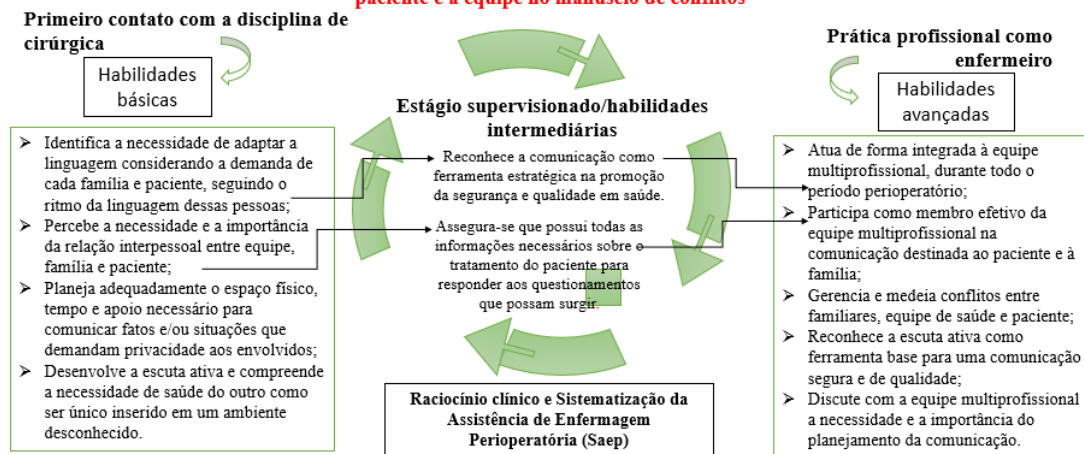 paciente e a equipe no manuseio de conflitos
Primeiro contato com a disciplina de
cirúrgica
Habilidades
básicas
➢ Identifica a necessidade de adaptar a
linguagem considerando a demanda de
cada família e paciente, seguindo o
ritmo da linguagem dessas pessoas;
➢ Percebe a necessidade e a importância
da relação interpessoal entre equipe,
família e paciente;
➢ Planeja adequadamente o espaço físico,
tempo e apoio necessário para
comunicar fatos e/ou situações que
demandam privacidade aos envolvidos;
➢ Desenvolve a escuta ativa e compreende
a necessidade de saúde do outro como
ser único inserido em um ambiente
desconhecido.
Estágio supervisionado/habilidades
intermediárias
Reconhece a comunicação como
ferramenta estratégica na promoção
da segurança e qualidade em saúde.
Assegura-se que possui todas as
informações necessários sobre o
tratamento do paciente para
responder aos questionamentos
que possam surgir.
Raciocínio clínico e Sistematização da
Assistência de Enfermagem
Perioperatória (Saep)
Prática profissional como
enfermeiro
Habilidades
avançadas
➢ Atua de forma integrada à equipe
multiprofissional, durante todo o
período perioperatório;
➢ Participa como membro efetivo da
equipe multiprofissional na
comunicação destinada ao paciente e à
família;
➢ Gerencia e medeia conflitos entre
familiares, equipe de saúde e paciente;
➢ Reconhece a escuta ativa como
ferramenta base para uma comunicação
segura e de qualidade;
➢ Discute com a equipe multiprofissional
a necessidade e a importância do
planejamento da comunicação.